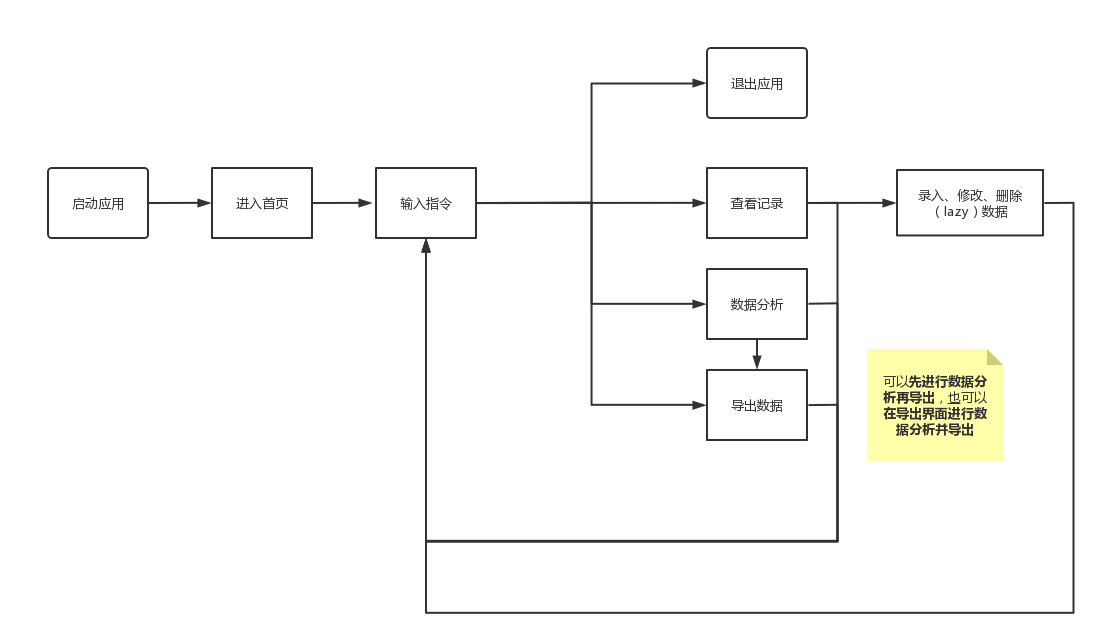 退出应用
启动应用
进入首页
输入指令
查看记录
录入、修改、删除
（lazy）数据
数据分析
导出数据
可以先进行数据分
析再导出，也可以
在导出界面进行数
据分析并导出